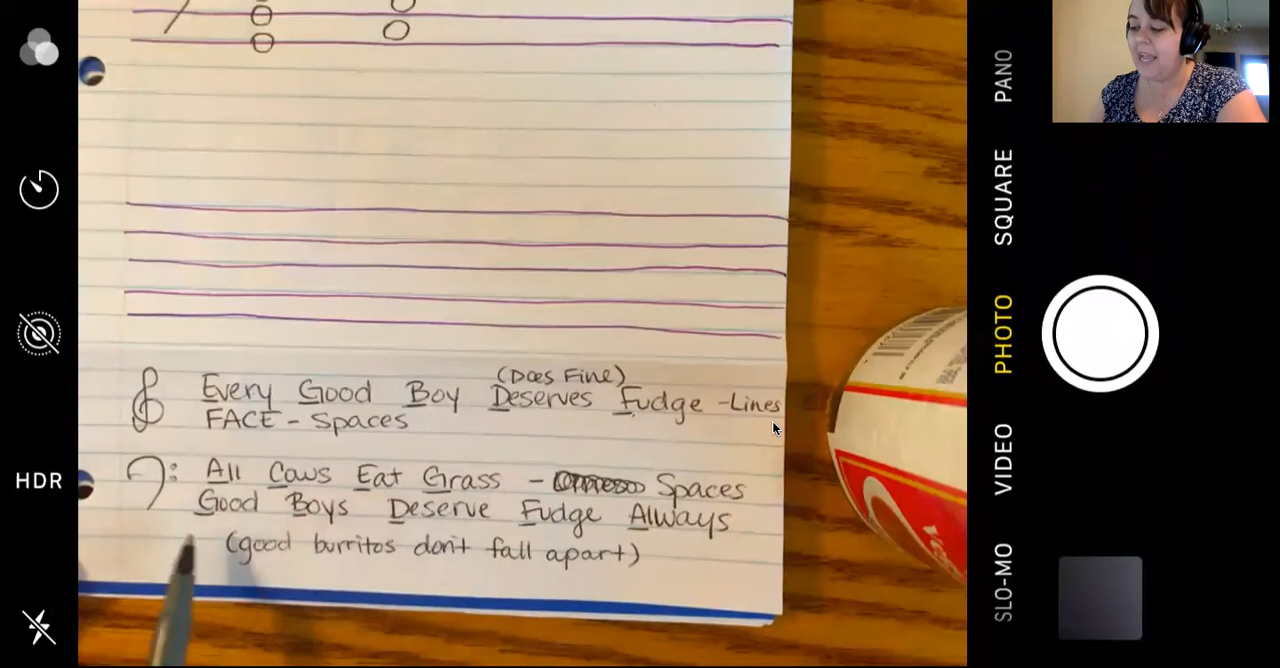 (Does Fine)
Every Good Boy Deserves Fudge - Lines
FACE - Spaces
All Cows Eat Grass - Spaces
Good Boys Deserve Fudge Always
(good burritos don't fall apart)
HDR
PANO
SQUARE
PHOTO
VIDEO
SLO-MO